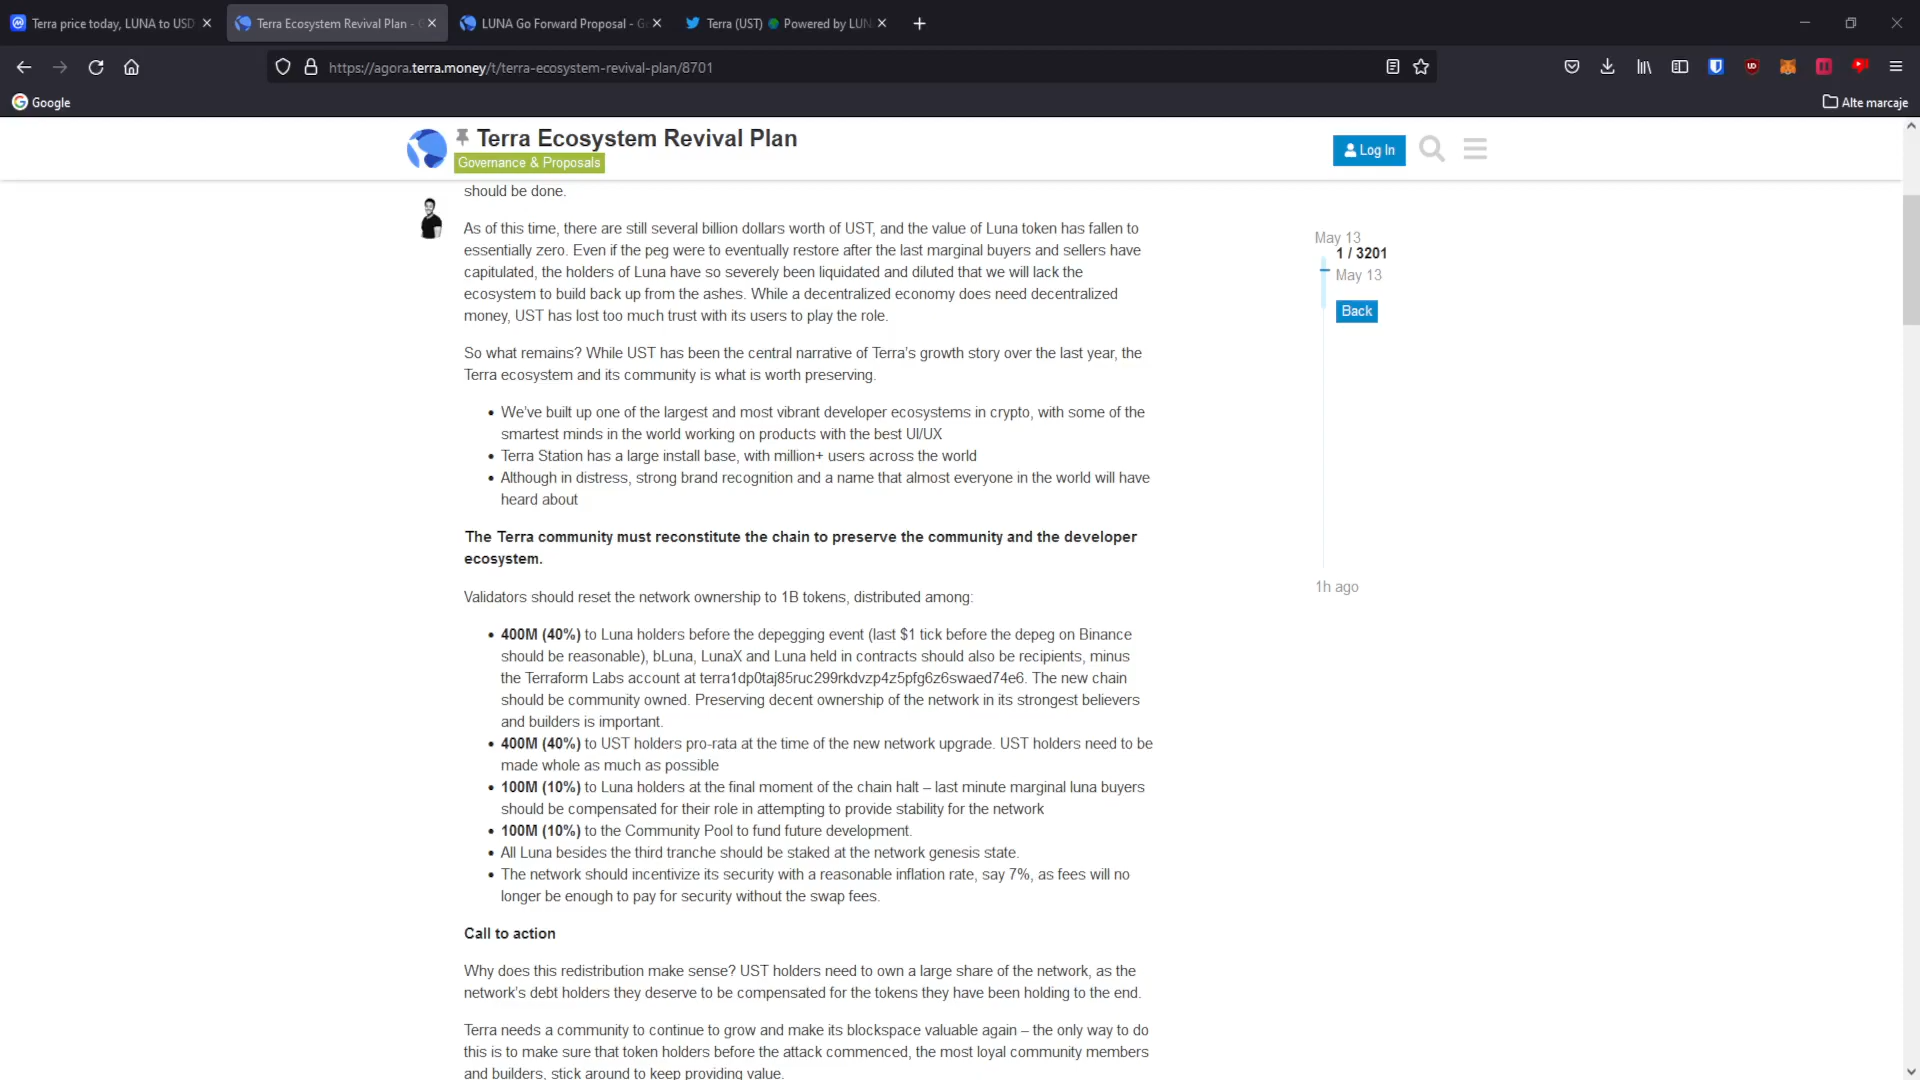 Terra price today, LUNA to USD
Terra Ecosystem Revival Plan -
LUNA Go Forward Proposal -
Terra (UST) Powered by LUN
https://agora.terra.money/t/terra-ecosystem-revival-plan/8701
Google
Alte marcaje
Terra Ecosystem Revival Plan
Governance & Proposals
Log In
should be done.
As of this time, there are still several billion dollars worth of UST, and the value of Luna token has fallen to
essentially zero. Even if the peg were to eventually restore after the last marginal buyers and sellers have
capitulated, the holders of Luna have so severely been liquidated and diluted that we will lack the
ecosystem to build back up from the ashes. While a decentralized economy does need decentralized
money, UST has lost too much trust with its users to play the role.
So what remains? While UST has been the central narrative of Terra's growth story over the last year, the
Terra ecosystem and its community is what is worth preserving.
• We've built up one of the largest and most vibrant developer ecosystems in crypto, with some of the
smartest minds in the world working on products with the best UI/UX
• Terra Station has a large install base, with million+ users across the world
• Although in distress, strong brand recognition and a name that almost everyone in the world will have
heard about
The Terra community must reconstitute the chain to preserve the community and the developer
ecosystem.
Validators should reset the network ownership to 1B tokens, distributed among:
• 400M (40%) to Luna holders before the depegging event (last $1 tick before the depeg on Binance
should be reasonable), bLuna, LunaX and Luna held in contracts should also be recipients, minus
the Terraform Labs account at terra1dp0taj85ruc299rkdvzp4z5pfg6z6swaed74e6. The new chain
should be community owned. Preserving decent ownership of the network in its strongest believers
and builders is important.
• 400M (40%) to UST holders pro-rata at the time of the new network upgrade. UST holders need to be
made whole as much as possible
• 100M (10%) to Luna holders at the final moment of the chain halt – last minute marginal luna buyers
should be compensated for their role in attempting to provide stability for the network
• 100M (10%) to the Community Pool to fund future development.
• All Luna besides the third tranche should be staked at the network genesis state.
• The network should incentivize its security with a reasonable inflation rate, say 7%, as fees will no
longer be enough to pay for security without the swap fees.
Call to action
Why does this redistribution make sense? UST holders need to own a large share of the network, as the
network's debt holders they deserve to be compensated for the tokens they have been holding to the end.
Terra needs a community to continue to grow and make its blockspace valuable again – the only way to do
this is to make sure that token holders before the attack commenced, the most loyal community members
and builders, stick around to keep providing value.
May 13
1 / 3201
May 13
Back
1h ago